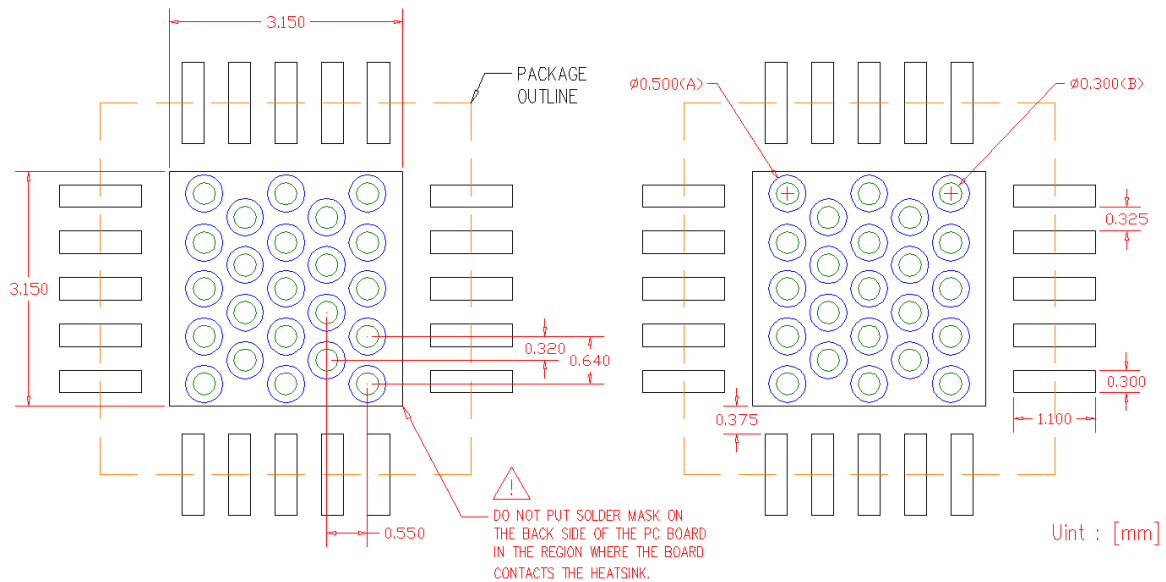 3.150
PACKAGE
OUTLINE
Ø0.500(A)
Ø0.300(B)
0.325
3.150
0.320
0.640
0.300
0.375
1.100
0.550
!
DO NOT PUT SOLDER MASK ON
THE BACK SIDE OF THE PC BOARD
IN THE REGION WHERE THE BOARD
CONTACTS THE HEATSINK.
Uint : [mm]